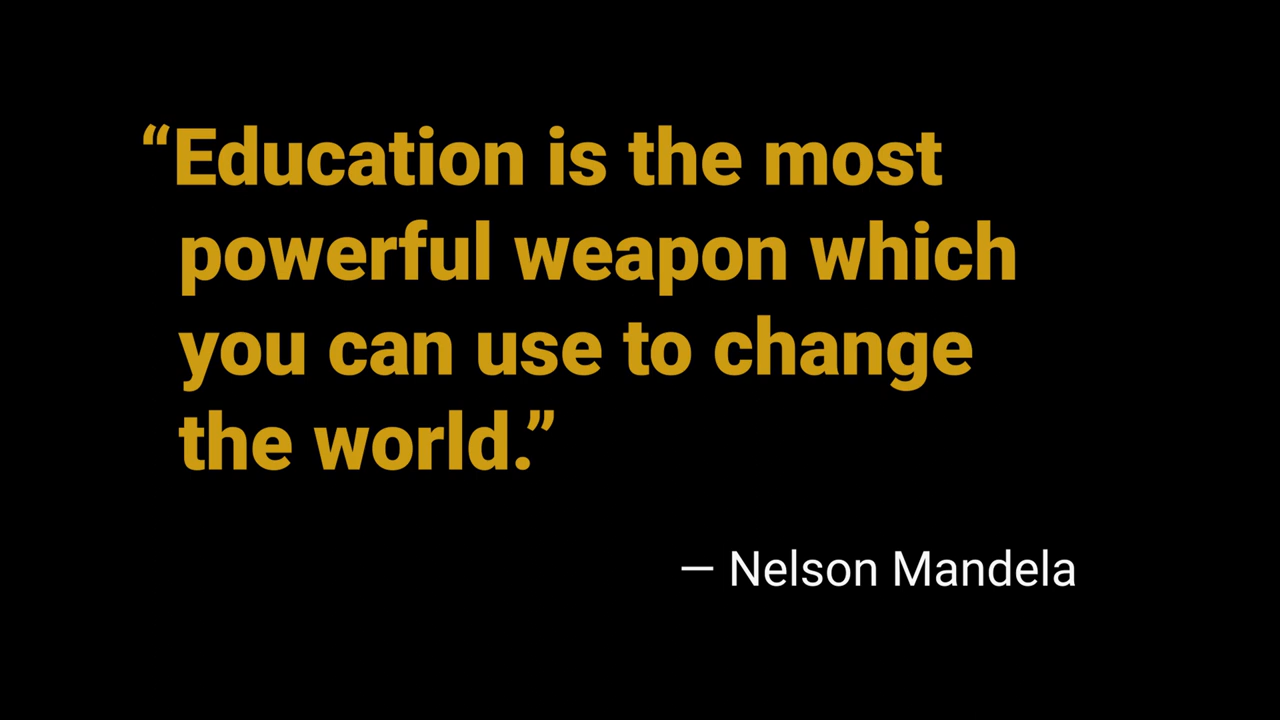 “Education is the most
powerful weapon which
you can use to change
the world.”
— Nelson Mandela